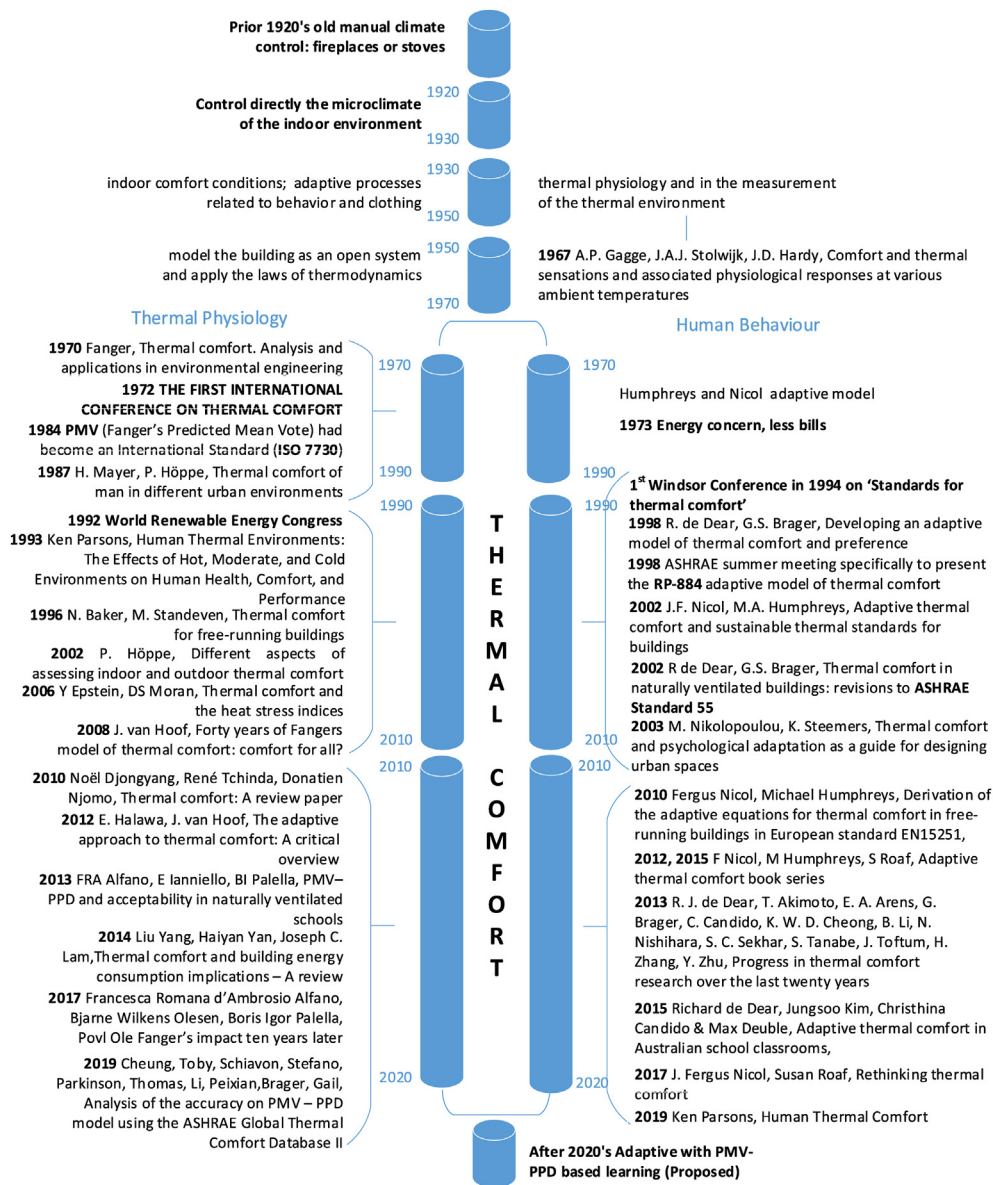 Prior 1920's old manual climate
control: fireplaces or stoves
1920
Control directly the microclimate
of the indoor environment
1930
1930
indoor comfort conditions; adaptive processes
related to behavior and clothing
1950
thermal physiology and in the measurement
of the thermal environment
1950
model the building as an open system
and apply the laws of thermodynamics
1970
1967 A.P. Gagge, J.A.J. Stolwijk, J.D. Hardy, Comfort and thermal
sensations and associated physiological responses at various
ambient temperatures
Thermal Physiology
1970 Fanger, Thermal comfort. Analysis and
applications in environmental engineering
1972 THE FIRST INTERNATIONAL
CONFERENCE ON THERMAL COMFORT
1984 PMV (Fanger's Predicted Mean Vote) had
become an International Standard (ISO 7730)
1987 H. Mayer, P. Höppe, Thermal comfort of
man in different urban environments
1970
1990
1990
1992 World Renewable Energy Congress
1993 Ken Parsons, Human Thermal Environments:
The Effects of Hot, Moderate, and Cold
Environments on Human Health, Comfort, and
Performance
1996 N. Baker, M. Standeven, Thermal comfort
for free-running buildings
2002 P. Höppe, Different aspects of
assessing indoor and outdoor thermal comfort
2006 Y Epstein, DS Moran, Thermal comfort and
the heat stress indices
2008 J. van Hoof, Forty years of Fangers
model of thermal comfort: comfort for all?
2010
2010
2010 Noël Djongyang, René Tchinda, Donatien
Njomo, Thermal comfort: A review paper
2012 E. Halawa, J. van Hoof, The adaptive
approach to thermal comfort: A critical
overview
2013 FRA Alfano, E Ianniello, BI Palella, PMV–
PPD and acceptability in naturally ventilated
schools
2014 Liu Yang, Haiyan Yan, Joseph C.
Lam,Thermal comfort and building energy
consumption implications – A review
2017 Francesca Romana d'Ambrosio Alfano,
Bjarne Wilkens Olesen, Boris Igor Palella,
Povl Ole Fanger's impact ten years later
2019 Cheung, Toby, Schiavon, Stefano,
Parkinson, Thomas, Li, Peixian,Brager, Gail,
Analysis of the accuracy on PMV – PPD
model using the ASHRAE Global Thermal
Comfort Database II
2020
THERMAL COMFORT
Human Behaviour
1970
Humphreys and Nicol adaptive model
1973 Energy concern, less bills
1990
1990
1st Windsor Conference in 1994 on 'Standards for
thermal comfort'
1998 R. de Dear, G.S. Brager, Developing an adaptive
model of thermal comfort and preference
1998 ASHRAE summer meeting specifically to present
the RP-884 adaptive model of thermal comfort
2002 J.F. Nicol, M.A. Humphreys, Adaptive thermal
comfort and sustainable thermal standards for
buildings
2002 R de Dear, G.S. Brager, Thermal comfort in
naturally ventilated buildings: revisions to ASHRAE
Standard 55
2003 M. Nikolopoulou, K. Steemers, Thermal comfort
and psychological adaptation as a guide for designing
urban spaces
2010
2010
2010 Fergus Nicol, Michael Humphreys, Derivation of
the adaptive equations for thermal comfort in free-
running buildings in European standard EN15251,
2012, 2015 F Nicol, M Humphreys, S Roaf, Adaptive
thermal comfort book series
2013 R. J. de Dear, T. Akimoto, E. A. Arens, G.
Brager, C. Candido, K. W. D. Cheong, B. Li, N.
Nishihara, S. C. Sekhar, S. Tanabe, J. Toftum, H.
Zhang, Y. Zhu, Progress in thermal comfort
research over the last twenty years
2015 Richard de Dear, Jungsoo Kim, Christhina
Candido & Max Deuble, Adaptive thermal comfort in
Australian school classrooms,
2017 J. Fergus Nicol, Susan Roaf, Rethinking thermal
comfort
2019 Ken Parsons, Human Thermal Comfort
2020
After 2020's Adaptive with PMV-
PPD based learning (Proposed)